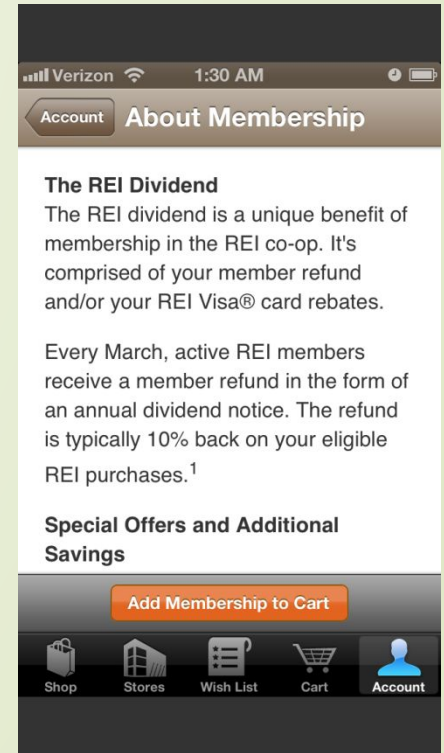 Verizon 1:30 AM
Account About Membership
The REI Dividend
The REI dividend is a unique benefit of
membership in the REI co-op. It's
comprised of your member refund
and/or your REI Visa® card rebates.
Every March, active REI members
receive a member refund in the form of
an annual dividend notice. The refund
is typically 10% back on your eligible
REI purchases.1
Special Offers and Additional
Savings
Add Membership to Cart
Shop Stores Wish List Cart Account